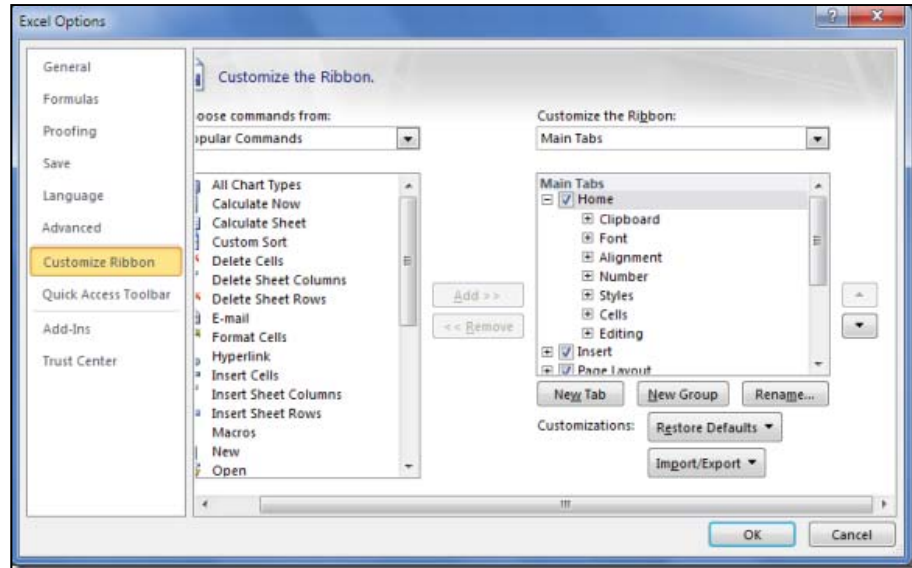 Excel Options
General
Formulas
Proofing
Save
Language
Advanced
Customize Ribbon
Quick Access Toolbar
Add-Ins
Trust Center
Customize the Ribbon.
oose commands from:
opular Commands
All Chart Types
Calculate Now
Calculate Sheet
Custom Sort
Delete Cells
Delete Sheet Columns
Delete Sheet Rows
E-mail
Format Cells
Hyperlink
Insert Cells
Insert Sheet Columns
Insert Sheet Rows
Macros
New
Open
Add >>
<< Remove
Customize the Ribbon:
Main Tabs
Main Tabs
Home
Clipboard
Font
Alignment
Number
Styles
Cells
Editing
Insert
Page Layout
New Tab New Group Rename...
Customizations: Restore Defaults
Import/Export
OK Cancel